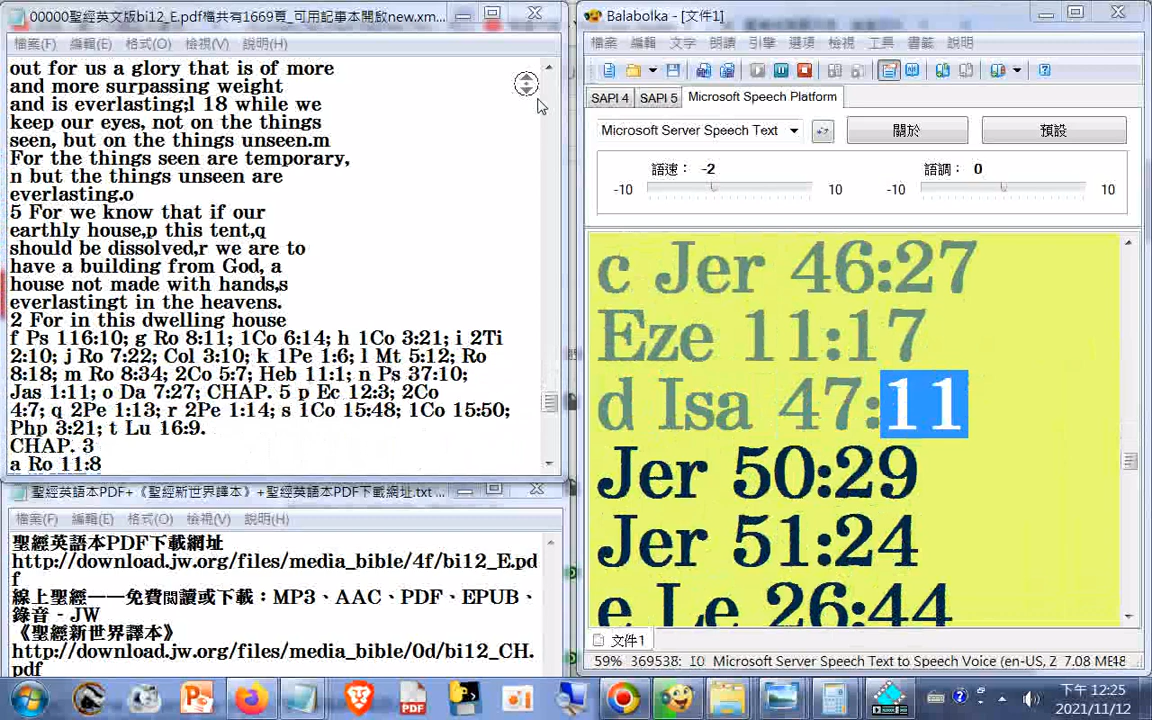 00000聖經英文版bi12_E.pdf檔共有1669頁_可用記事本開啟new.xm...
檔案(F) 編輯(E) 格式(O) 檢視(V) 說明(H)
out for us a glory that is of more
and more surpassing weight
and is everlasting;l 18 while we
keep our eyes, not on the things
seen, but on the things unseen.m
For the things seen are temporary,
n but the things unseen are
everlasting.o
5 For we know that if our
earthly house,p this tent,q
should be dissolved,r we are to
have a building from God, a
house not made with hands,s
everlastingt in the heavens.
2 For in this dwelling house
f Ps 116:10; g Ro 8:11; 1Co 6:14; h 1Co 3:21; i 2Ti
2:10; j Ro 7:22; Col 3:10; k 1Pe 1:6; l Mt 5:12; Ro
8:18; m Ro 8:34; 2Co 5:7; Heb 11:1; n Ps 37:10;
Jas 1:11; o Da 7:27; CHAP. 5 p Ec 12:3; 2Co
4:7; q 2Pe 1:13; r 2Pe 1:14; s 1Co 15:48; 1Co 15:50;
Php 3:21; t Lu 16:9.
CHAP. 3
a Ro 11:8
聖經英語本PDF+《聖經新世界譯本》+聖經英語本PDF下載網址.txt ...
檔案(F) 編輯(E) 格式(O) 檢視(V) 說明(H)
聖經英語本PDF下載網址
http://download.jw.org/files/media_bible/4f/bi12_E.pd
f
線上聖經——免費閱讀或下載：MP3、AAC、PDF、EPUB、
錄音 - JW
《聖經新世界譯本》
http://download.jw.org/files/media_bible/0d/bi12_CH.
pdf
Balabolka - [文件1]
檔案 編輯 文字 朗讀 引擎 選項 檢視 工具 書籤 說明
SAPI 4 SAPI 5 Microsoft Speech Platform
Microsoft Server Speech Text 關於 預設
語速： -2 語調： 0
-10 10 -10 10
c Jer 46:27
Eze 11:17
d Isa 47:11
Jer 50:29
Jer 51:24
e Le 26:44
文件1
59% 369538: 10 Microsoft Server Speech Text to Speech Voice (en-US, Z 7.08 ME48
下午 12:25
2021/11/12